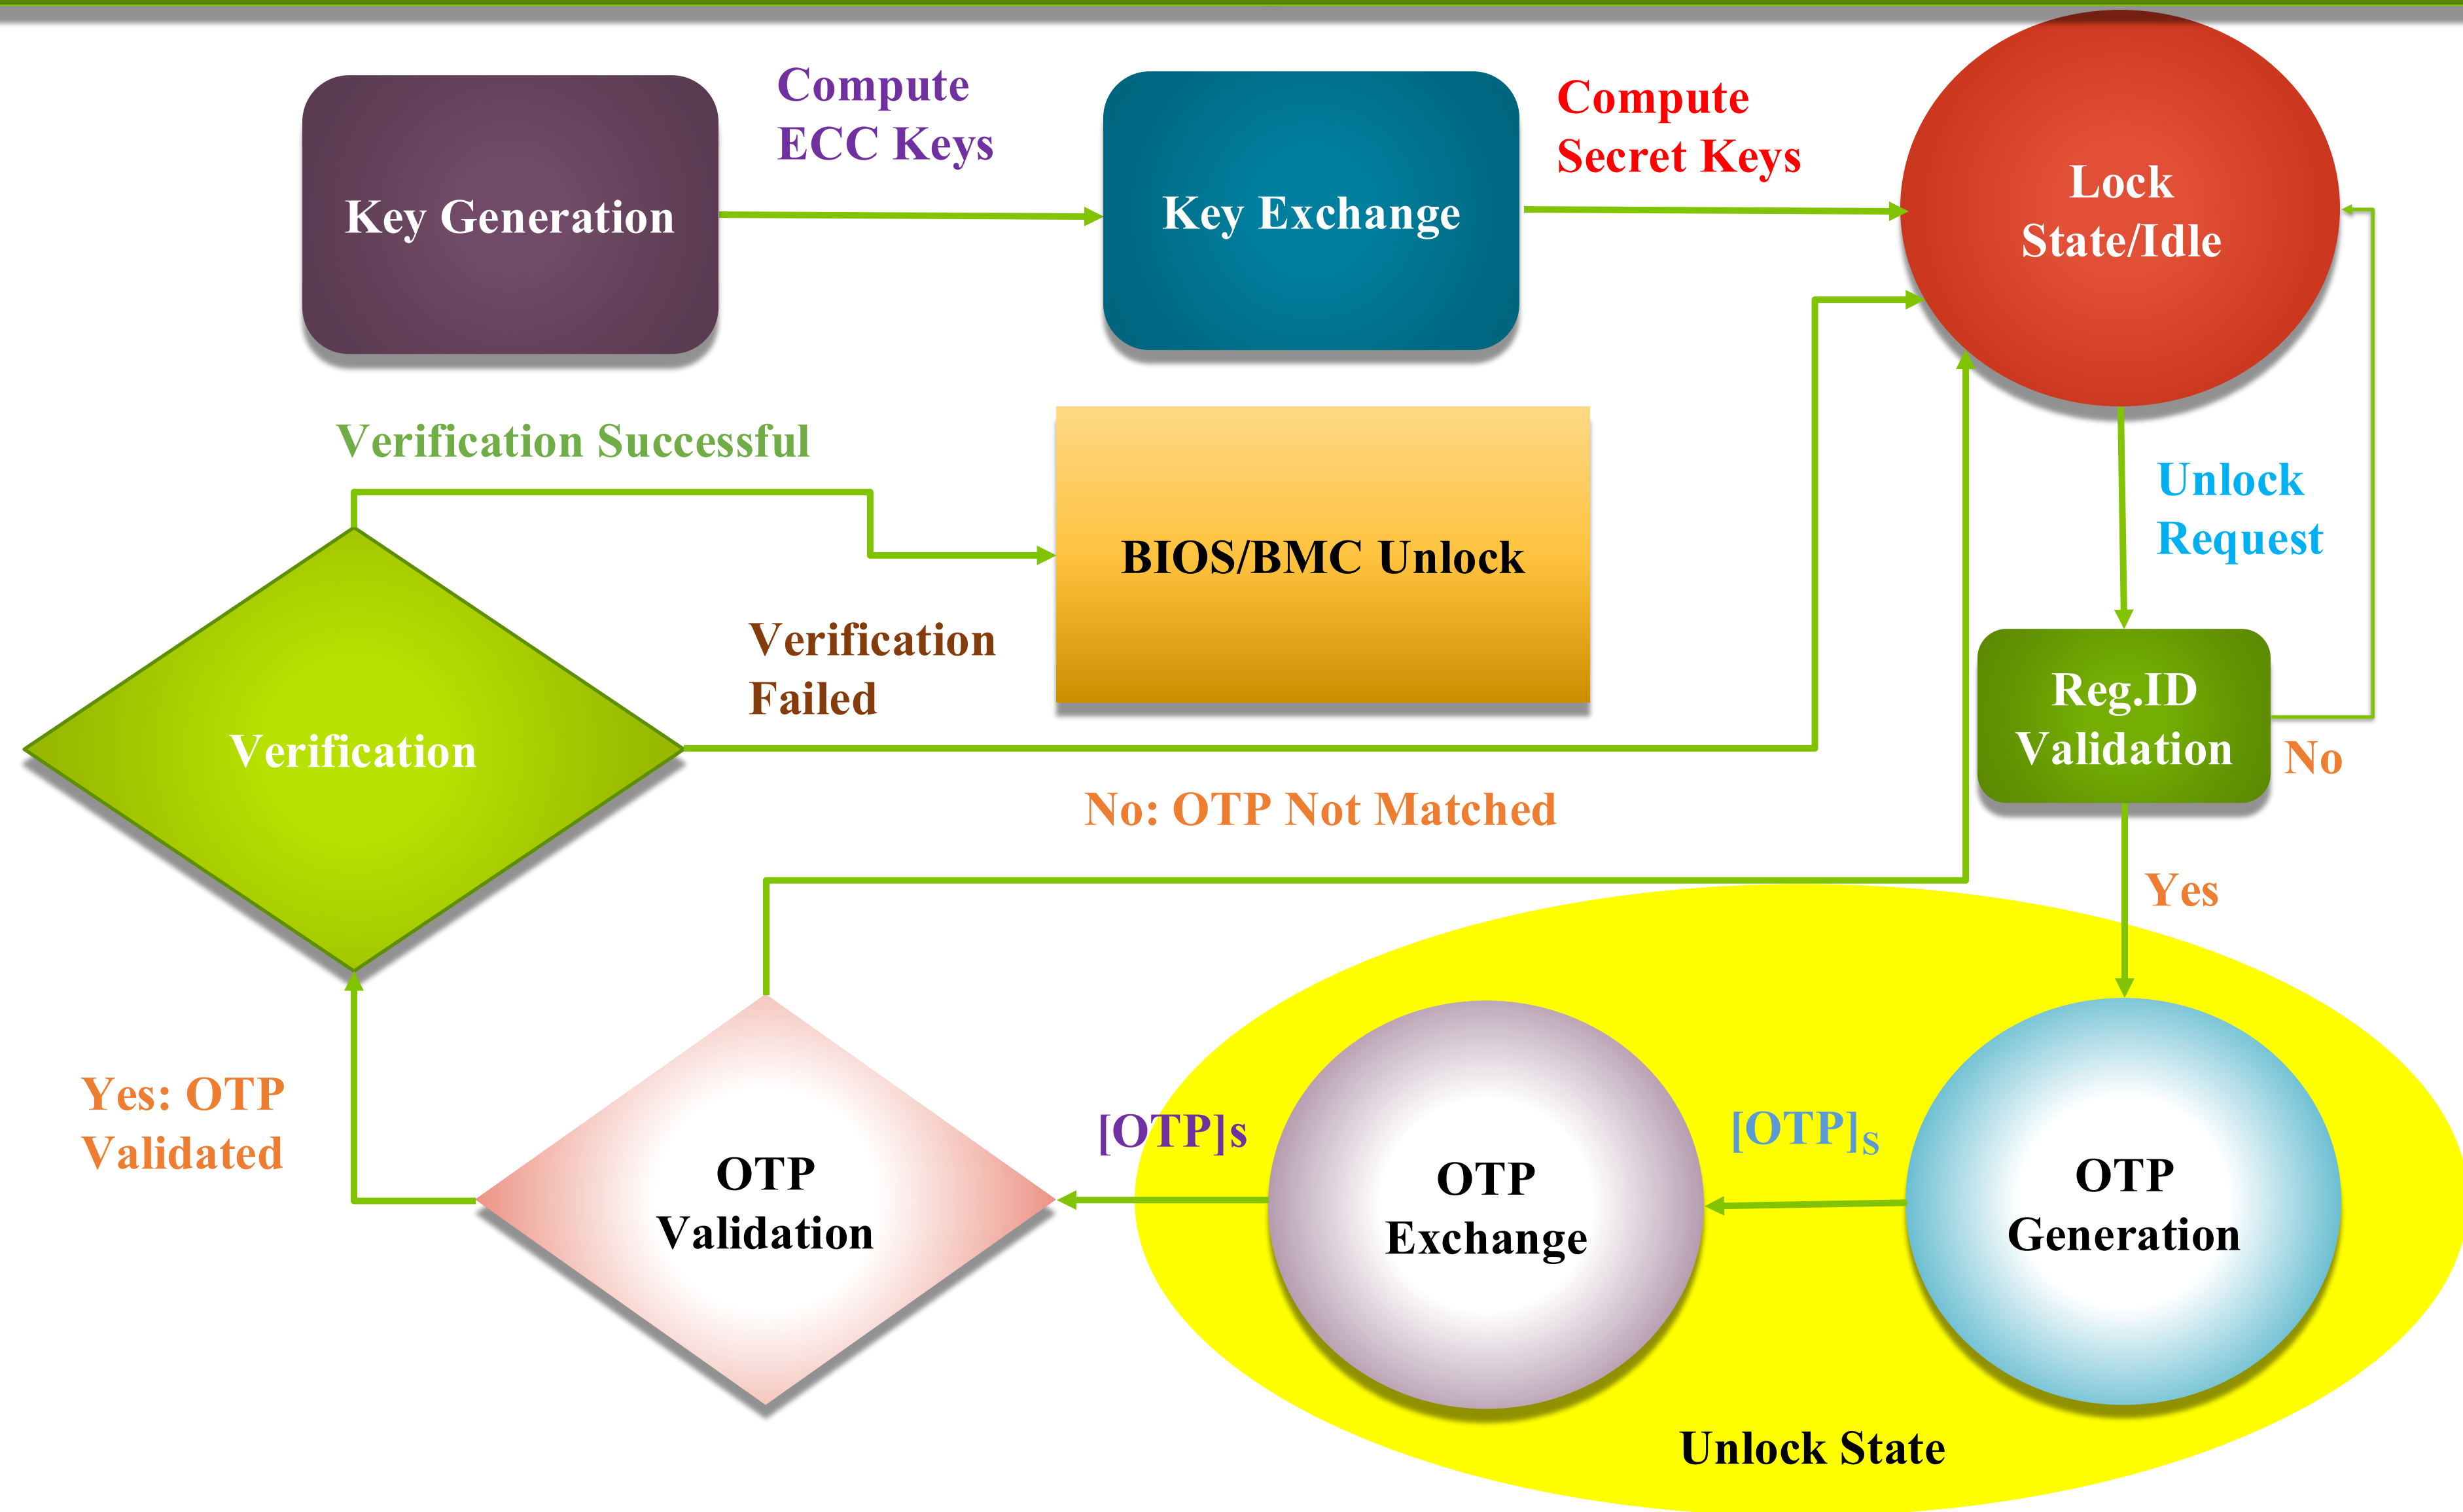 Compute
ECC Keys
Compute
Secret Keys
Key Generation
Key Exchange
Lock
State/Idle
Verification Successful
Unlock
Request
BIOS/BMC Unlock
Verification
Failed
Verification
Reg.ID
Validation
No
No: OTP Not Matched
Yes
Yes: OTP
Validated
[OTP]s
[OTP]s
OTP
Validation
OTP
Exchange
OTP
Generation
Unlock State